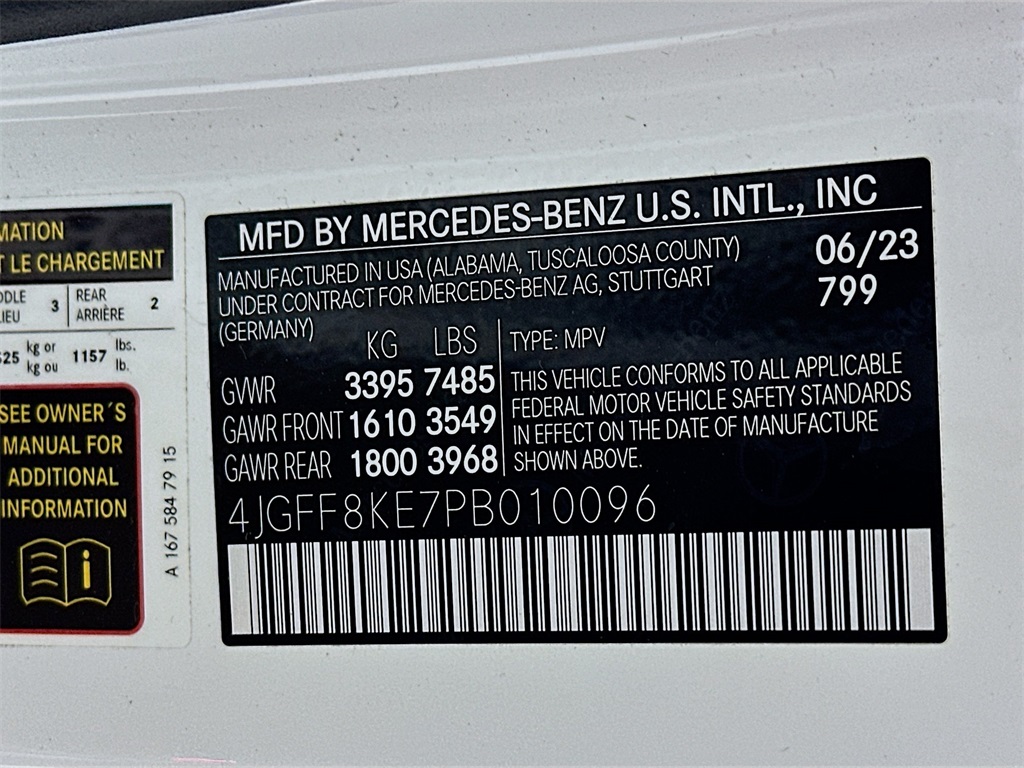 MATION
T LE CHARGEMENT
DDLE 3 REAR 2
IEU ARRIÈRE
525 kg or 1157 lbs.
kg ou lb.
SEE OWNER´S
MANUAL FOR
ADDITIONAL
INFORMATION
i
A 167 584 79 15
MFD BY MERCEDES-BENZ U.S. INTL., INC
MANUFACTURED IN USA (ALABAMA, TUSCALOOSA COUNTY) 06/23
UNDER CONTRACT FOR MERCEDES-BENZ AG, STUTTGART 799
(GERMANY)
KG LBS
GVWR 3395 7485
GAWR FRONT 1610 3549
GAWR REAR 1800 3968
TYPE: MPV
THIS VEHICLE CONFORMS TO ALL APPLICABLE
FEDERAL MOTOR VEHICLE SAFETY STANDARDS
IN EFFECT ON THE DATE OF MANUFACTURE
SHOWN ABOVE.
4JGFF8KE7PB010096